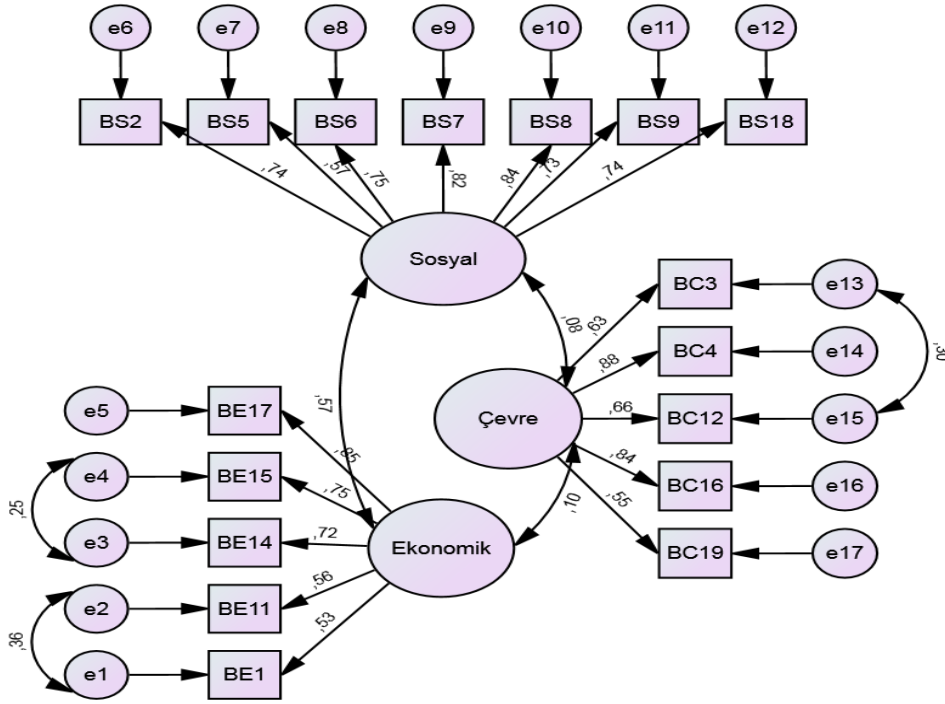 e6 e7 e8 e9 e10 e11 e12
BS2 BS5 BS6 BS7 BS8 BS9 BS18
,74 ,57 ,75 ,82 ,84 ,73 ,74
Sosyal
,57
,08
,10
Çevre
,63
,88
,66
,84
,55
BC3 e13
BC4 e14
BC12 e15
BC16 e16
BC19 e17
,30
Ekonomik
,85
,75
,72
,56
,53
e5 BE17
e4 BE15
e3 BE14
e2 BE11
e1 BE1
,25
,36